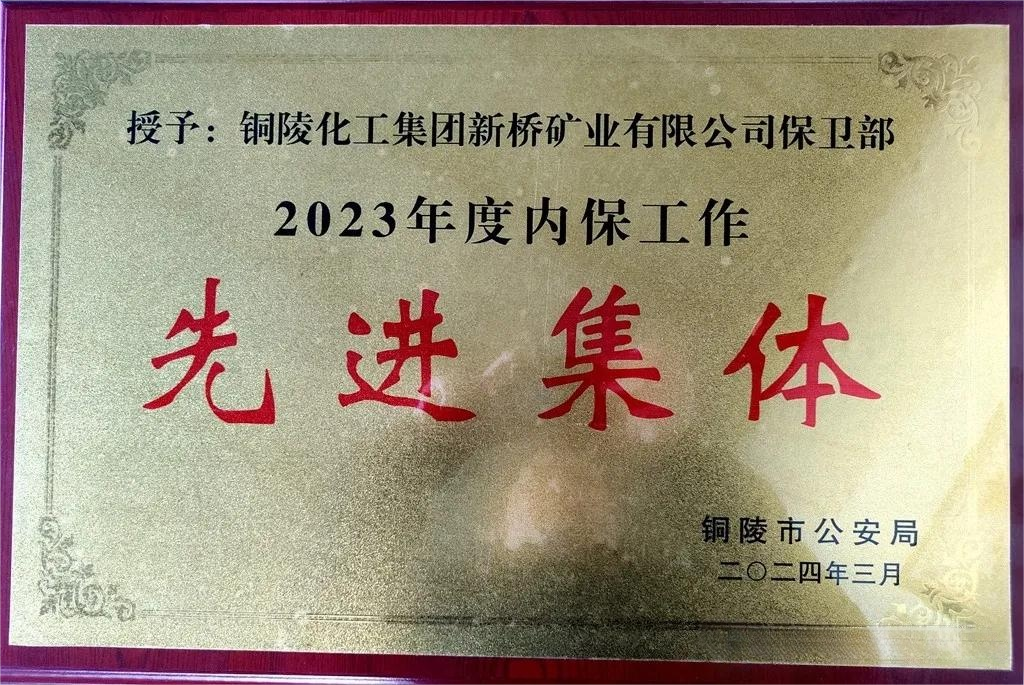 授予：铜陵化工集团新桥矿业有限公司保卫部
2023年度内保工作
先进集体
铜陵市公安局
二〇二四年三月